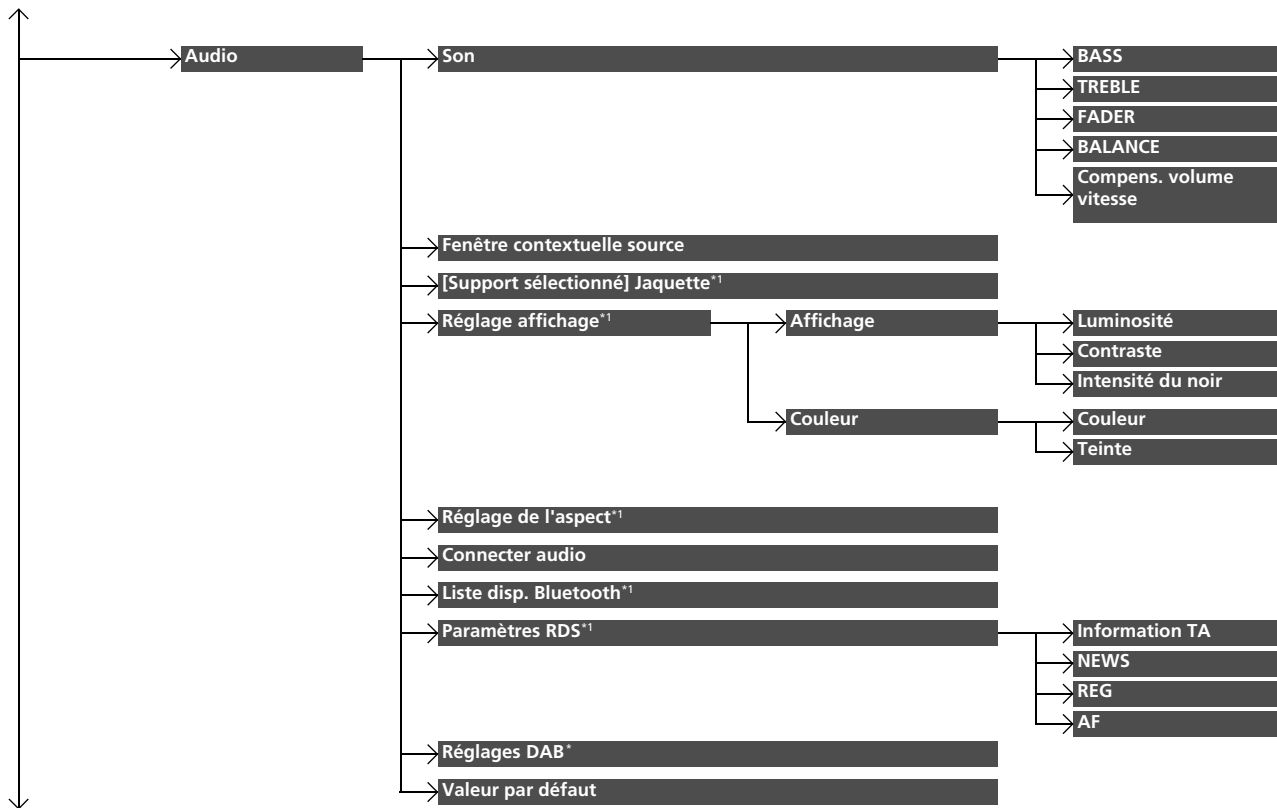 Audio
Son
BASS
TREBLE
FADER
BALANCE
Compens. volume
vitesse
Fenêtre contextuelle source
[Support sélectionné] Jaquette*1
Réglage affichage*1
Affichage
Luminosité
Contraste
Intensité du noir
Couleur
Couleur
Teinte
Réglage de l'aspect*1
Connecter audio
Liste disp. Bluetooth*1
Paramètres RDS*1
Information TA
NEWS
REG
AF
Réglages DAB*
Valeur par défaut